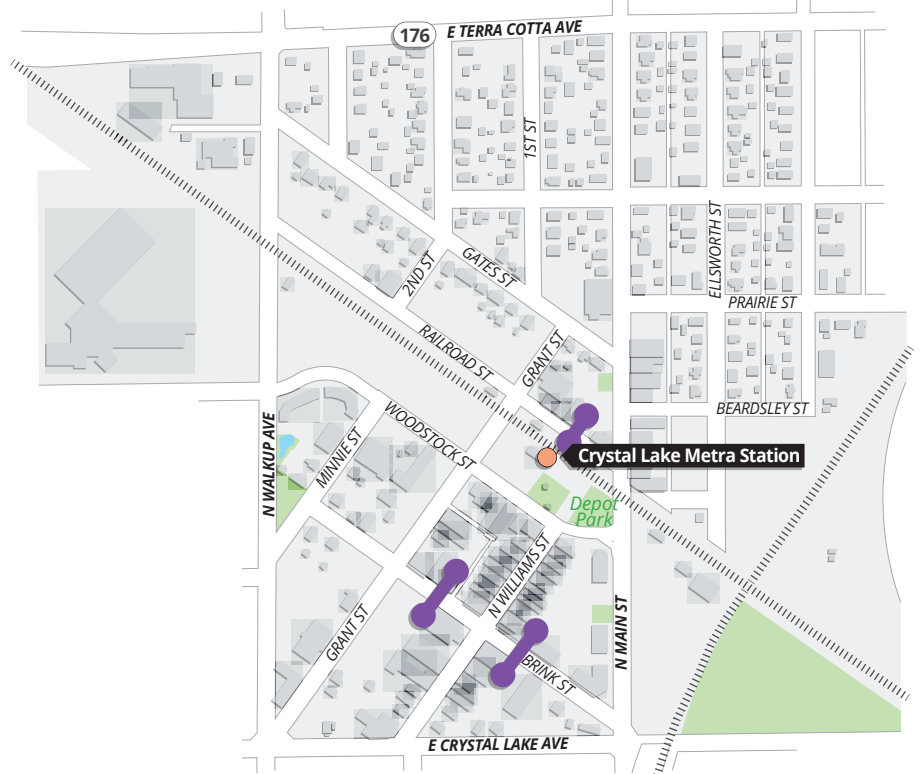 E TERRA COTTA AVE
176
1ST ST
ELLSWORTH ST
2ND ST
GATES ST
PRAIRIE ST
RAILROAD ST
GRANT ST
BEARDSLEY ST
N WALKUP AVE
MINNIE ST
WOODSTOCK ST
Crystal Lake Metra Station
Depot
Park
N WILLIAMS ST
GRANT ST
N MAIN ST
BRINK ST
E CRYSTAL LAKE AVE